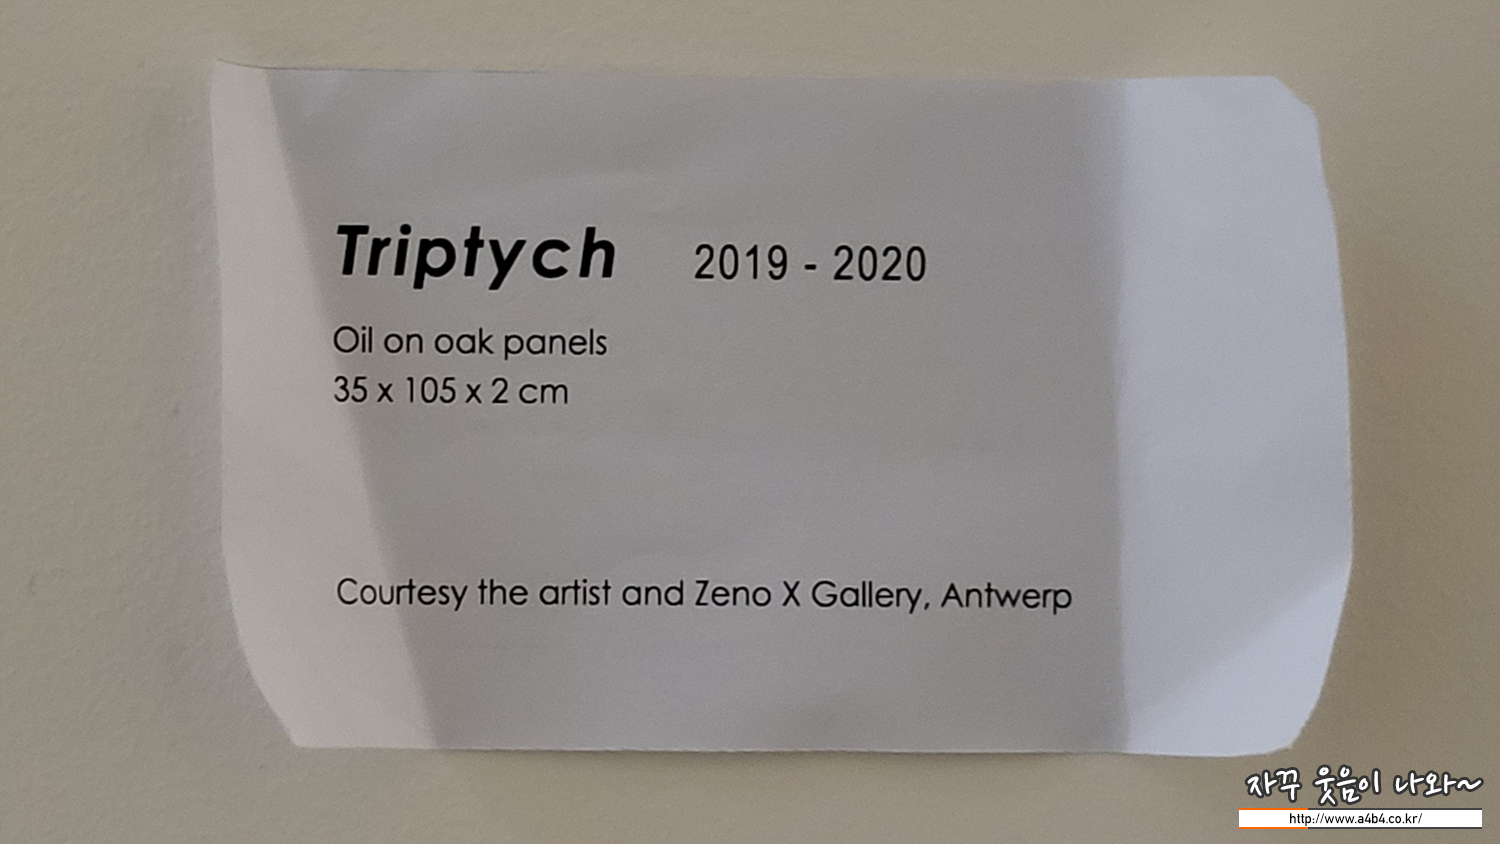 Triptych 2019 - 2020
Oil on oak panels
35 x 105 x 2 cm
Courtesy the artist and Zeno X Gallery, Antwerp
자꾸 웃음이 나와~
http://www.a4b4.co.kr/